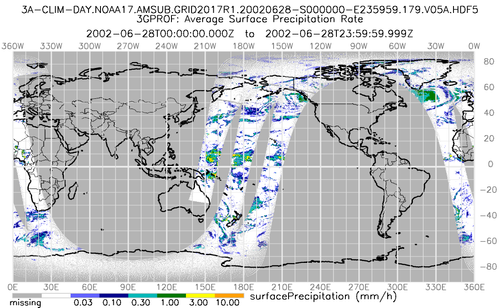 3A-CLIM-DAY.NOAA17.AMSUB.GRID2017R1.20020628-S000000-E235959.179.V05A.HDF5
3GPROF: Average Surface Precipitation Rate
2002-06-28T00:00:00.000Z to 2002-06-28T23:59:59.999Z
360W 330W 300W 270W 240W 210W 180W 150W 120W 90W 60W 30W 0W
80
60
40
20
0
-20
-40
-60
-80
0E 30E 60E 90E 120E 150E 180E 210E 240E 270E 300E 330E 360E
missing 0.03 0.10 0.30 1.00 3.00 10.00 surfacePrecipitation (mm/h)